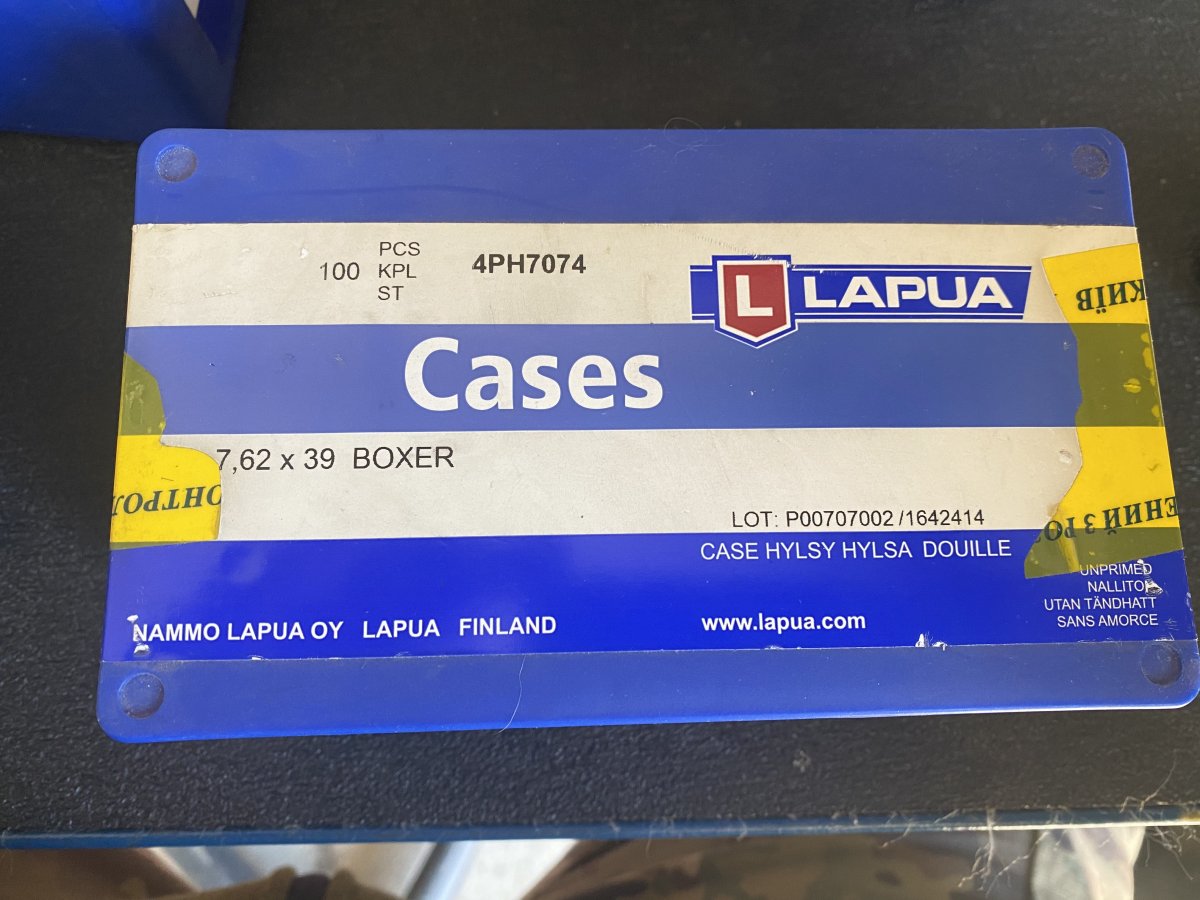 100 PCS
KPL
ST
4PH7074
L LAPUA
КИЇВ
Cases
7,62 x 39 BOXER
LOT: P00707002 /1642414
CASE HYLSY HYLSA DOUILLE
UNPRIMED
NALLITON
UTAN TÄNDHATT
SANS AMORCE
NAMMO LAPUA OY LAPUA FINLAND
www.lapua.com